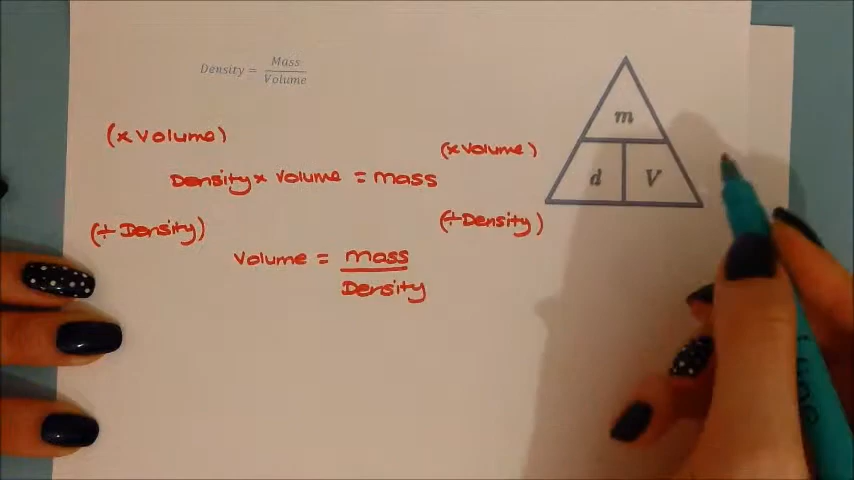 Density = Mass
Volume
(x Volume)
(x Volume)
Density x Volume = mass
(÷ Density)
(÷ Density)
Volume = mass
Density
m
d V